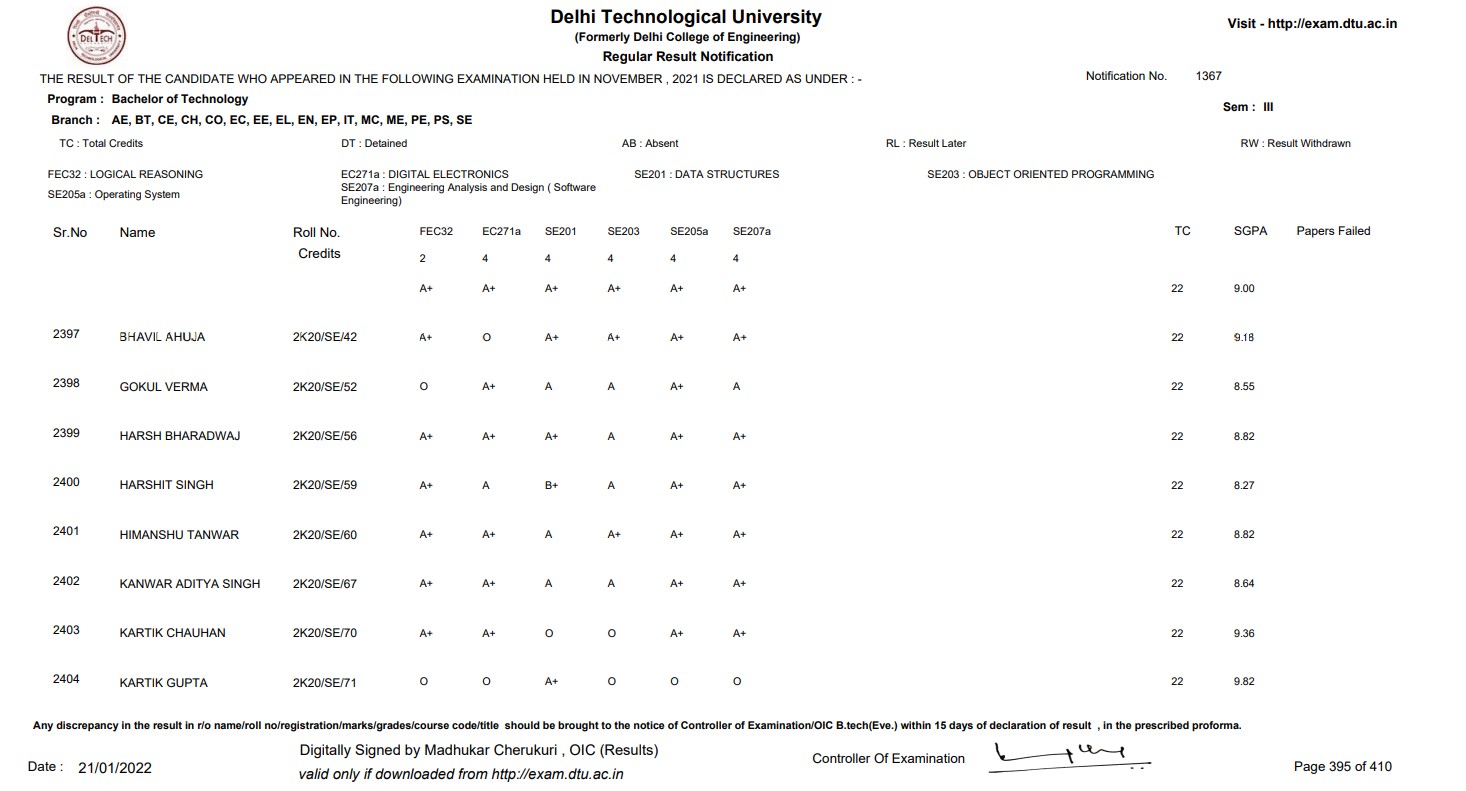 Delhi Technological University
(Formerly Delhi College of Engineering)
Regular Result Notification
Visit - http://exam.dtu.ac.in
DELTECH
THE RESULT OF THE CANDIDATE WHO APPEARED IN THE FOLLOWING EXAMINATION HELD IN NOVEMBER , 2021 IS DECLARED AS UNDER : -
Notification No. 1367
Program : Bachelor of Technology
Sem : III
Branch : AE, BT, CE, CH, CO, EC, EE, EL, EN, EP, IT, MC, ME, PE, PS, SE
TC : Total Credits DT : Detained AB : Absent RL : Result Later RW : Result Withdrawn
FEC32 : LOGICAL REASONING EC271a : DIGITAL ELECTRONICS SE201 : DATA STRUCTURES SE203 : OBJECT ORIENTED PROGRAMMING
SE205a : Operating System SE207a : Engineering Analysis and Design ( Software
Engineering)
Sr.No Name Roll No. FEC32 EC271a SE201 SE203 SE205a SE207a TC SGPA Papers Failed
Credits 2 4 4 4 4 4
A+ A+ A+ A+ A+ A+ 22 9.00
2397 BHAVIL AHUJA 2K20/SE/42 A+ O A+ A+ A+ A+ 22 9.18
2398 GOKUL VERMA 2K20/SE/52 O A+ A A A+ A 22 8.55
2399 HARSH BHARADWAJ 2K20/SE/56 A+ A+ A+ A A+ A+ 22 8.82
2400 HARSHIT SINGH 2K20/SE/59 A+ A B+ A A+ A+ 22 8.27
2401 HIMANSHU TANWAR 2K20/SE/60 A+ A+ A A+ A+ A+ 22 8.82
2402 KANWAR ADITYA SINGH 2K20/SE/67 A+ A+ A A A+ A+ 22 8.64
2403 KARTIK CHAUHAN 2K20/SE/70 A+ A+ O O A+ A+ 22 9.36
2404 KARTIK GUPTA 2K20/SE/71 O O A+ O O O 22 9.82
Any discrepancy in the result in r/o name/roll no/registration/marks/grades/course code/title should be brought to the notice of Controller of Examination/OIC B.tech(Eve.) within 15 days of declaration of result , in the prescribed proforma.
Digitally Signed by Madhukar Cherukuri , OIC (Results)
valid only if downloaded from http://exam.dtu.ac.in
Controller Of Examination
Date : 21/01/2022
Page 395 of 410